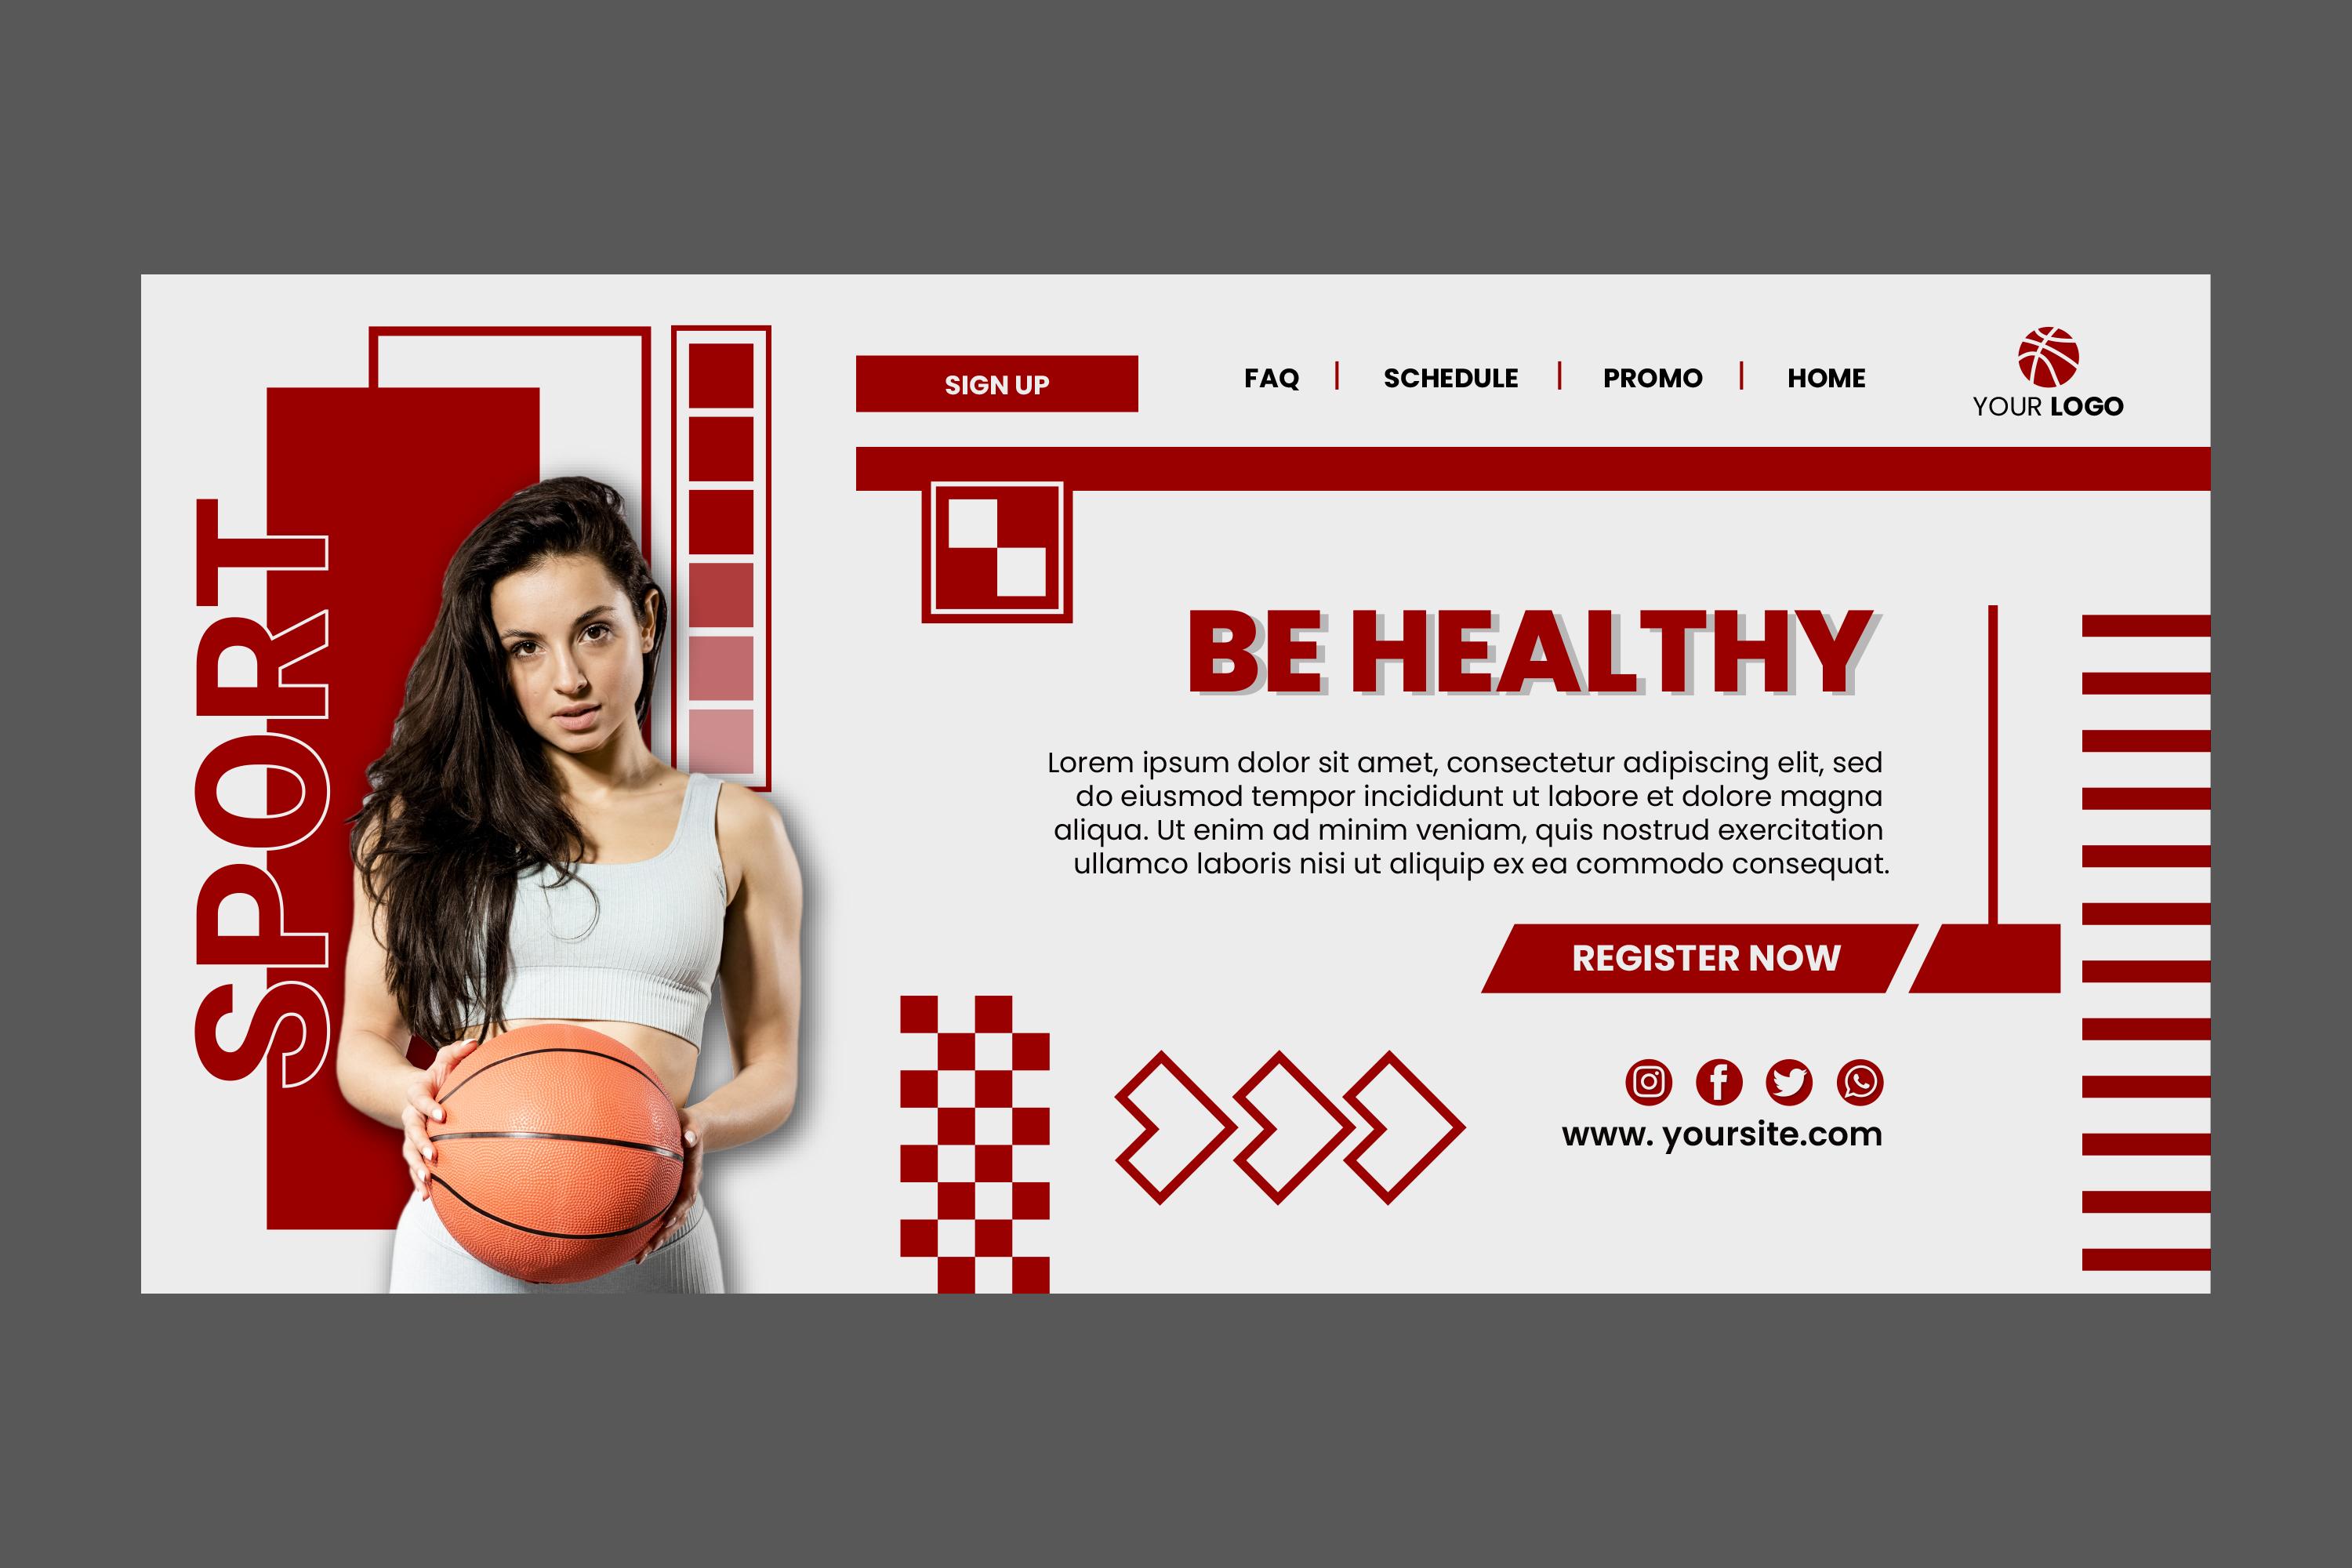 SPORT
SIGN UP
FAQ | SCHEDULE | PROMO | HOME
YOUR LOGO
BE HEALTHY
Lorem ipsum dolor sit amet, consectetur adipiscing elit, sed
do eiusmod tempor incididunt ut labore et dolore magna
aliqua. Ut enim ad minim veniam, quis nostrud exercitation
ullamco laboris nisi ut aliquip ex ea commodo consequat.
REGISTER NOW
www. yoursite.com